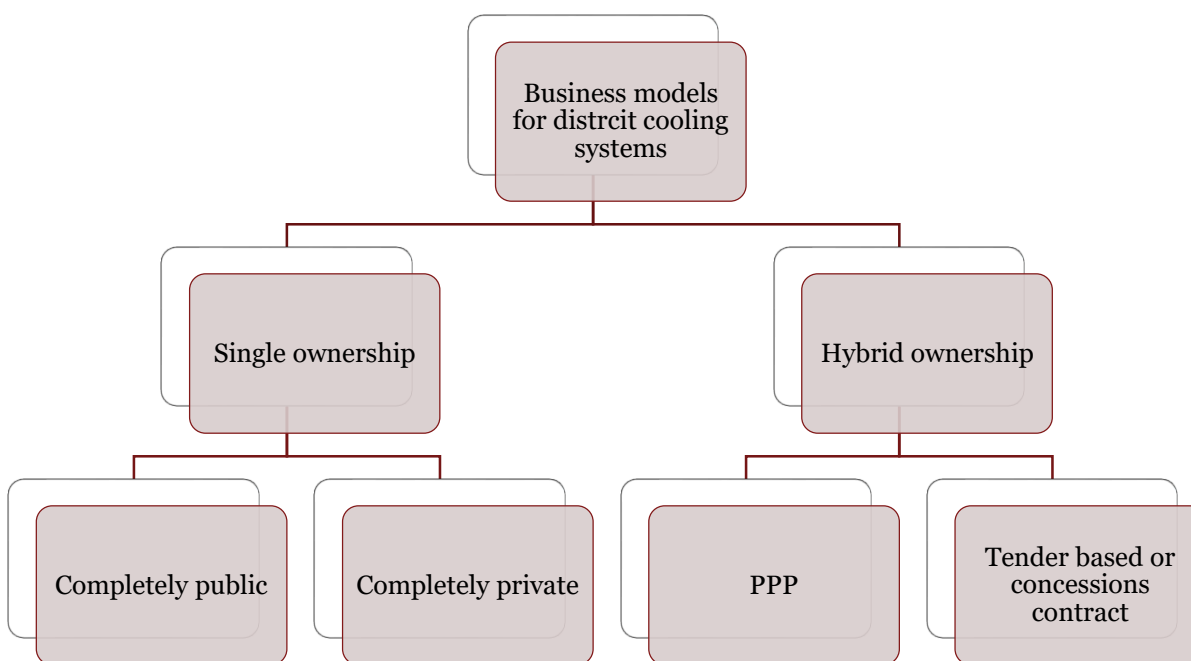 Business models
for distrcit cooling
systems
Single ownership
Hybrid ownership
Completely public
Completely private
PPP
Tender based or
concessions
contract